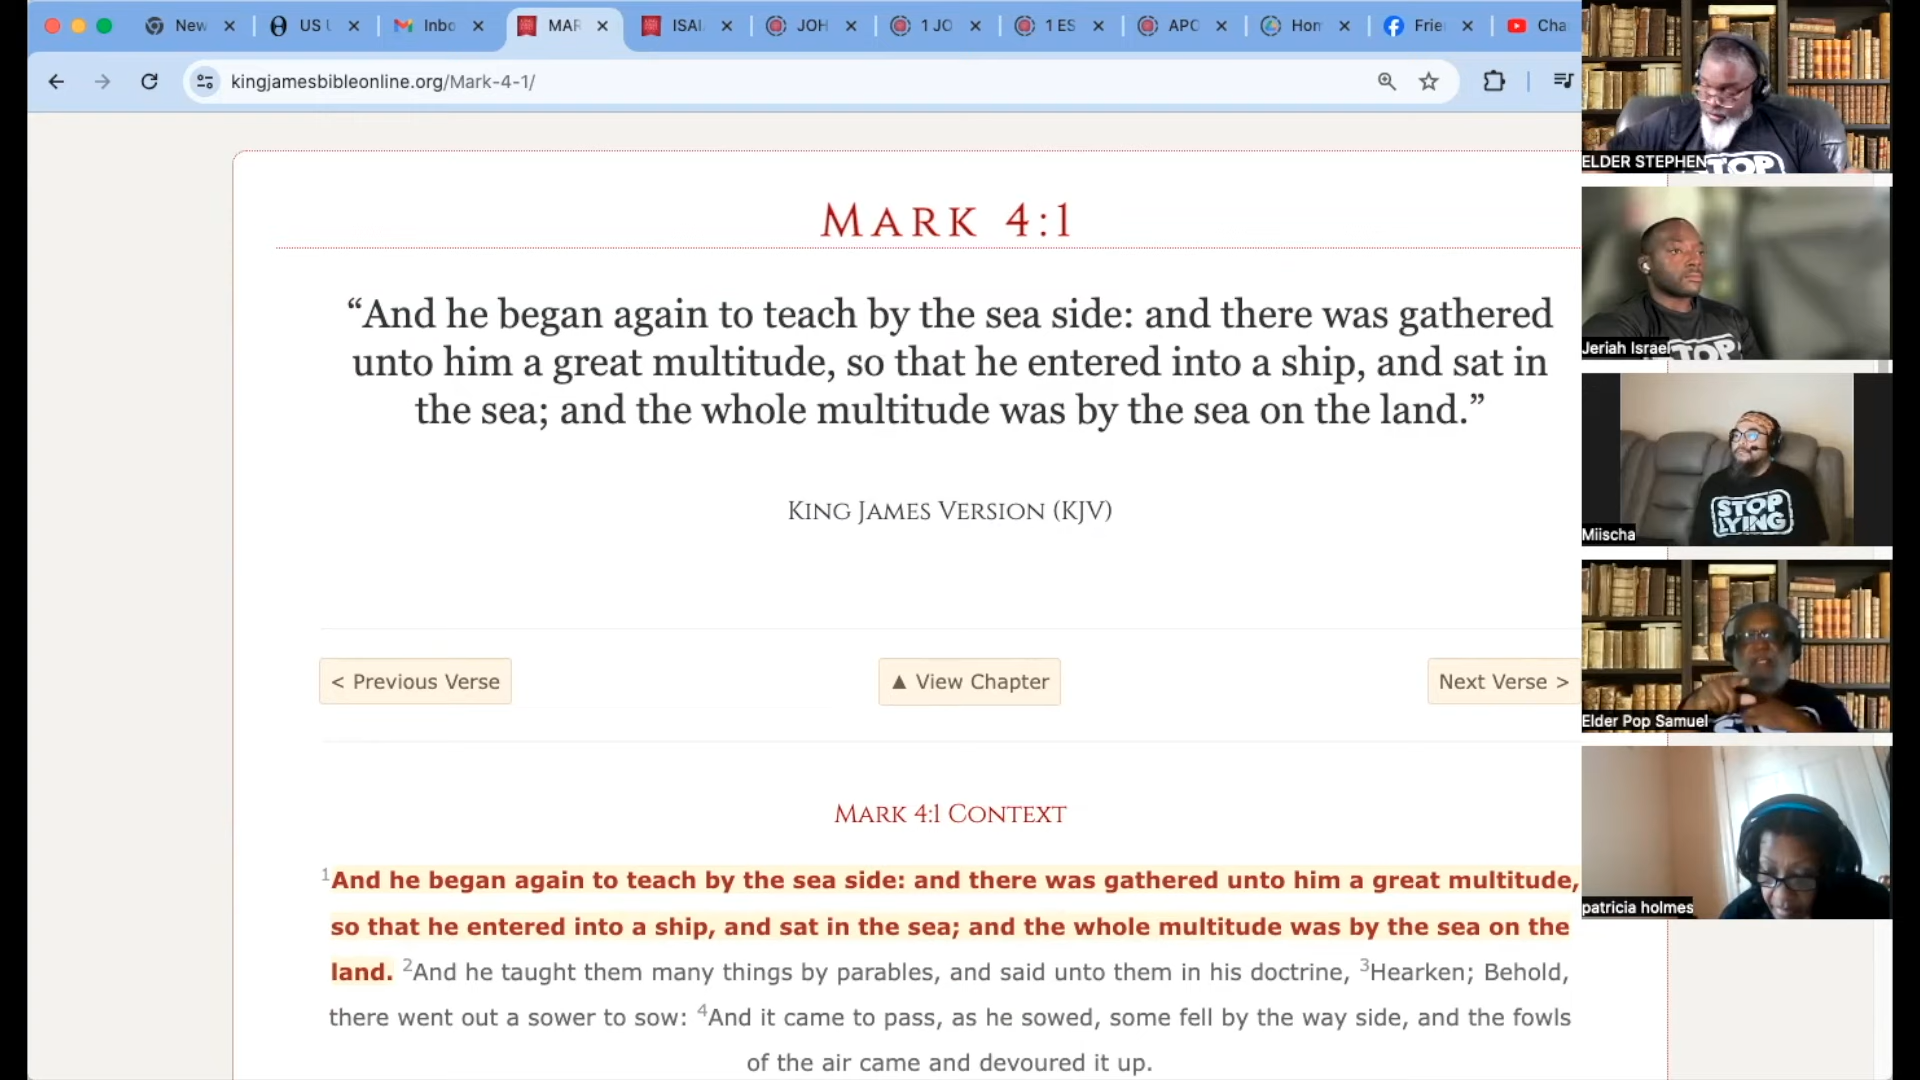 New
US U
Inbo
MAR
ISAI
JOH
1 JO
1 ES
APO
Hom
Frie
Cha
kingjamesbibleonline.org/Mark-4-1/
MARK 4:1
“And he began again to teach by the sea side: and there was gathered
unto him a great multitude, so that he entered into a ship, and sat in
the sea; and the whole multitude was by the sea on the land.”
KING JAMES VERSION (KJV)
< Previous Verse
▲ View Chapter
Next Verse >
MARK 4:1 CONTEXT
1And he began again to teach by the sea side: and there was gathered unto him a great multitude,
so that he entered into a ship, and sat in the sea; and the whole multitude was by the sea on the
land. 2And he taught them many things by parables, and said unto them in his doctrine, 3Hearken; Behold,
there went out a sower to sow: 4And it came to pass, as he sowed, some fell by the way side, and the fowls
of the air came and devoured it up.
ELDER STEPHEN
STOP
Jeriah Israel
STOP
STOP
LYING
Miischa
Elder Pop Samuel
patricia holmes